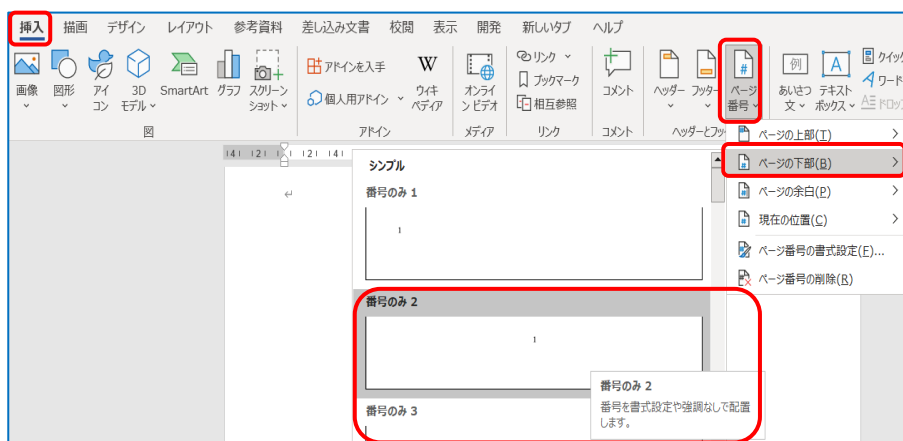 挿入 描画 デザイン レイアウト 参考資料 差し込み文書 校閲 表示 開発 新しいタブ ヘルプ
画像
図形
アイコン
3D モデル
SmartArt
グラフ
スクリーンショット
図
アドインを入手
個人用アドイン
W
ウィキペディア
アドイン
オンラインビデオ
メディア
リンク
ブックマーク
相互参照
リンク
コメント
コメント
ヘッダー
フッター
ページ番号
ヘッダーとフッ
あいさつ文
テキストボックス
クイック
ワード
ページの上部(T)
ページの下部(B)
ページの余白(P)
現在の位置(C)
ページ番号の書式設定(F)...
ページ番号の削除(R)
|4| |2| |2| |4|
シンプル
番号のみ 1
1
番号のみ 2
1
番号のみ 2
番号を書式設定や強調なしで配置
します。
番号のみ 3